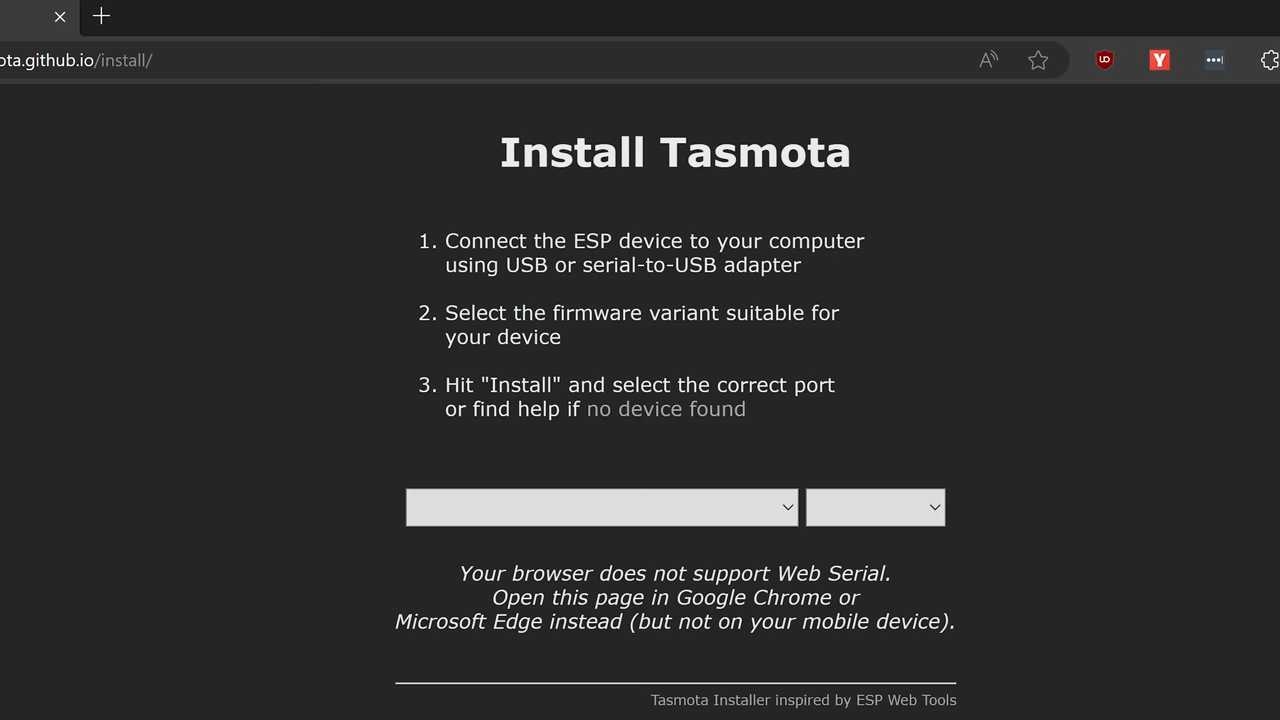 ota.github.io/install/
Install Tasmota
1. Connect the ESP device to your computer
using USB or serial-to-USB adapter
2. Select the firmware variant suitable for
your device
3. Hit "Install" and select the correct port
or find help if no device found
Your browser does not support Web Serial.
Open this page in Google Chrome or
Microsoft Edge instead (but not on your mobile device).
Tasmota Installer inspired by ESP Web Tools